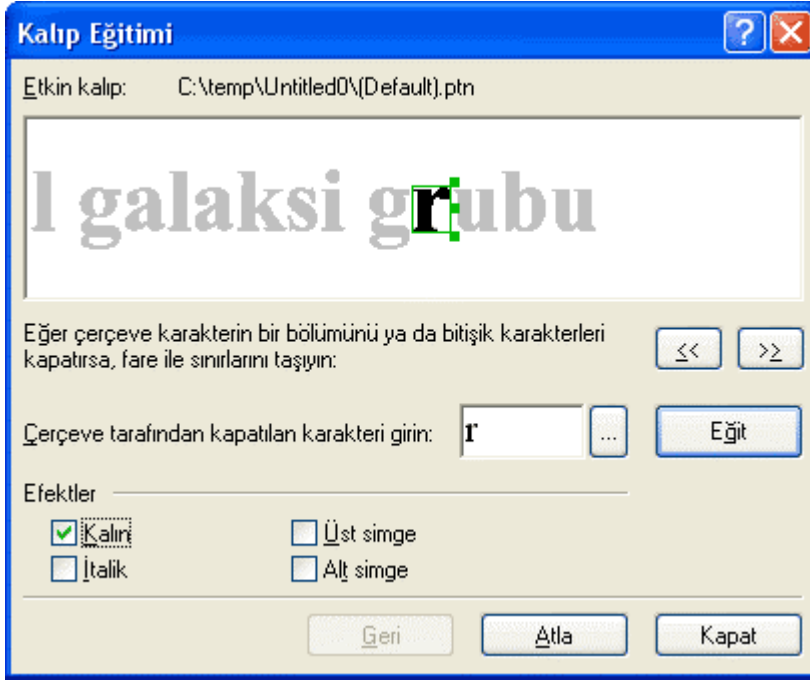 Kalıp Eğitimi
Etkin kalıp: C:\temp\Untitled0\(Default).ptn
l galaksi grubu
Eğer çerçeve karakterin bir bölümünü ya da bitişik karakterleri
kapatırsa, fare ile sınırlarını taşıyın:
<< >>
Çerçeve tarafından kapatılan karakteri girin: r ... Eğit
Efektler
Kalın Üst simge
İtalik Alt simge
Geri Atla Kapat